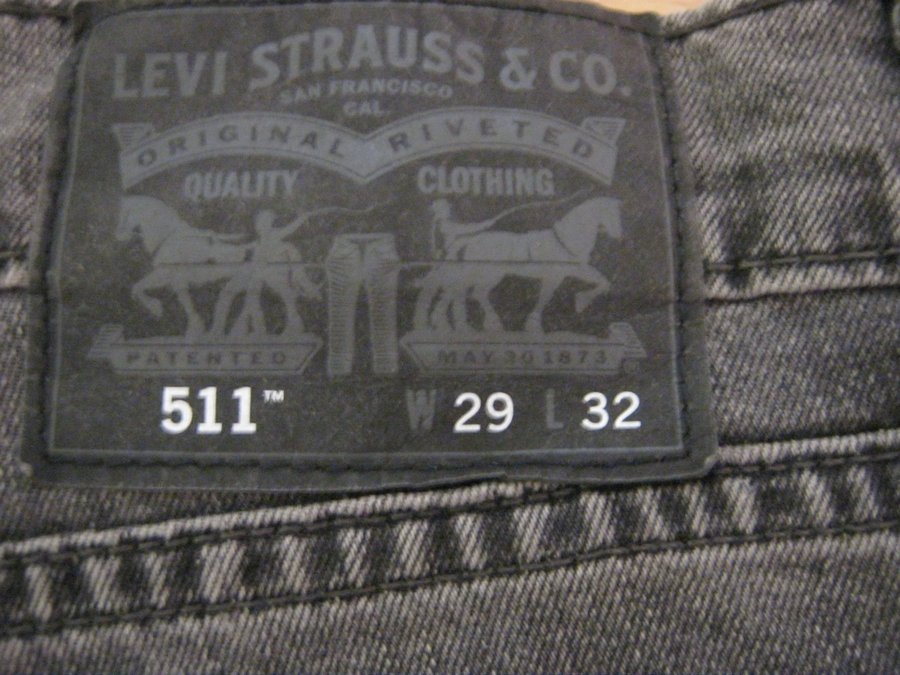 LEVI STRAUSS & CO.
SAN FRANCISCO
CAL.
ORIGINAL RIVETED
QUALITY CLOTHING
PATENTED MAY 20 1873
511™ W 29 L 32